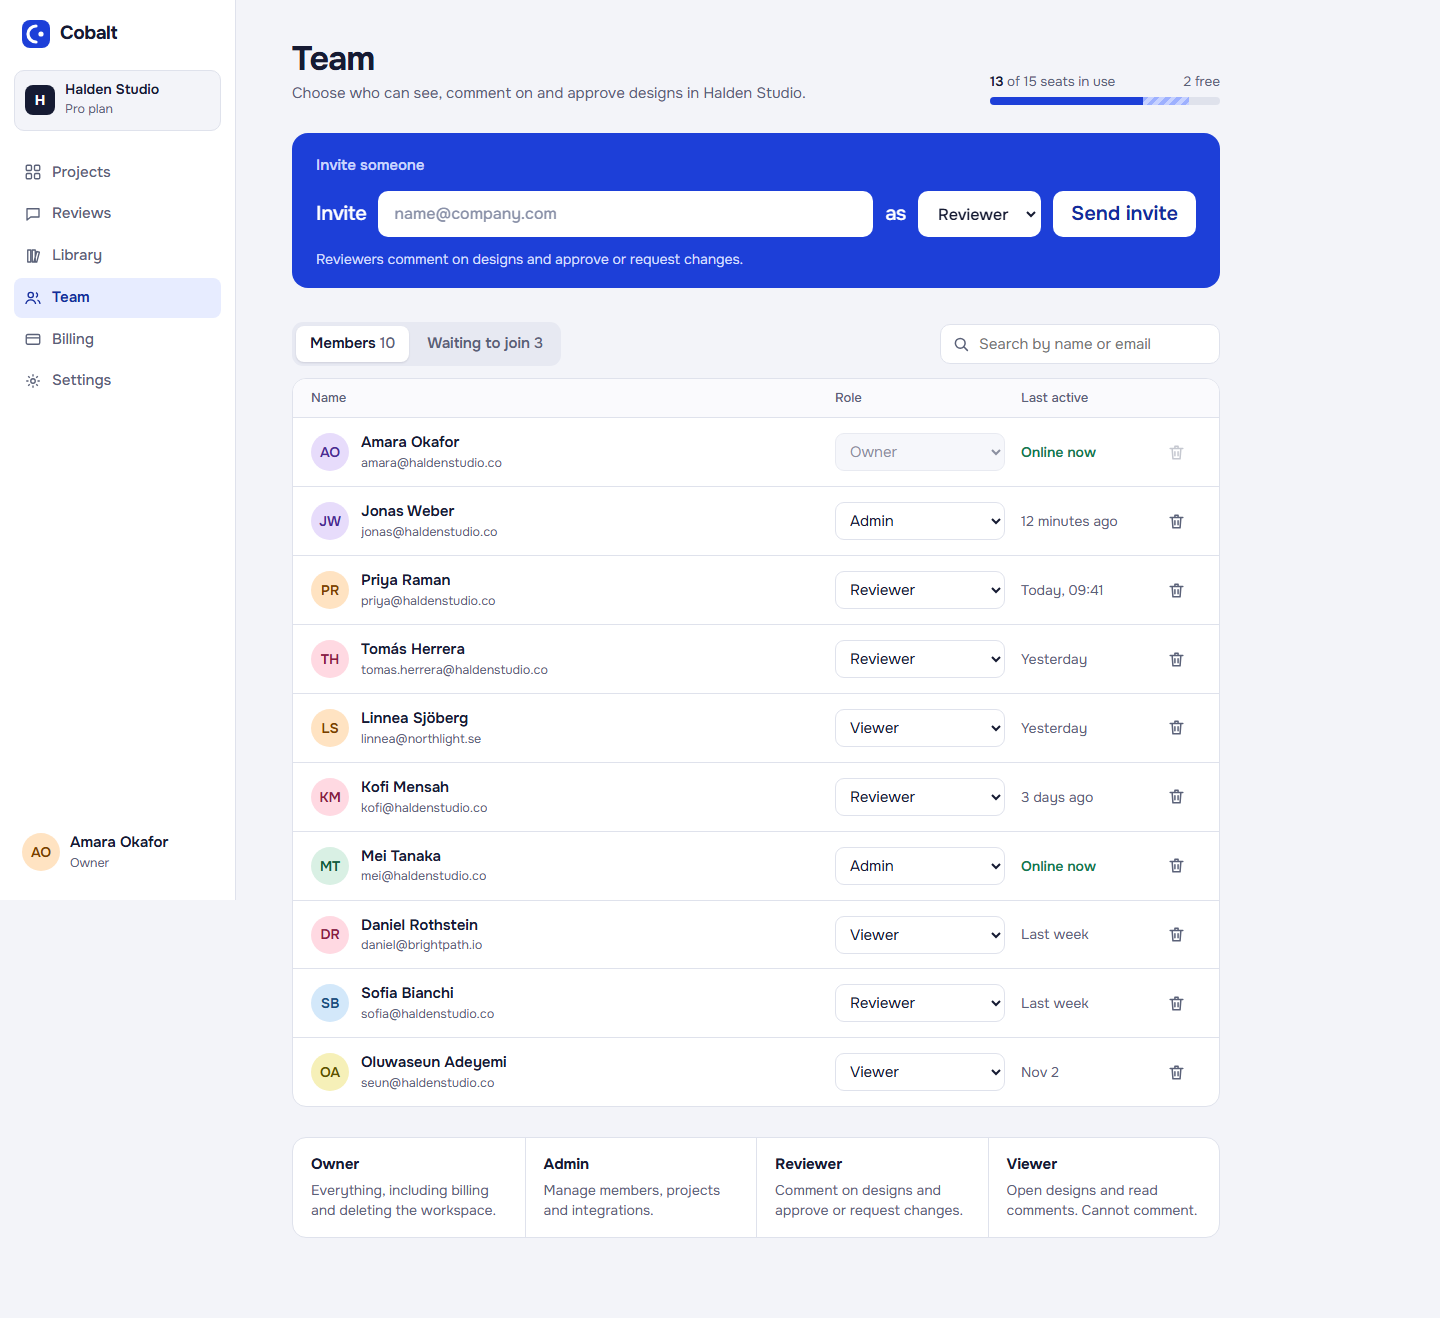 Cobalt
H
Halden Studio
Pro plan
Projects
Reviews
Library
Team
Billing
Settings
AO
Amara Okafor
Owner
Team
Choose who can see, comment on and approve designs in Halden Studio.
13 of 15 seats in use
2 free
Invite someone
Invite
name@company.com
as
Reviewer
Send invite
Reviewers comment on designs and approve or request changes.
Members 10
Waiting to join 3
Search by name or email
Name
Role
Last active
AO
Amara Okafor
amara@haldenstudio.co
Owner
Online now
JW
Jonas Weber
jonas@haldenstudio.co
Admin
12 minutes ago
PR
Priya Raman
priya@haldenstudio.co
Reviewer
Today, 09:41
TH
Tomás Herrera
tomas.herrera@haldenstudio.co
Reviewer
Yesterday
LS
Linnea Sjöberg
linnea@northlight.se
Viewer
Yesterday
KM
Kofi Mensah
kofi@haldenstudio.co
Reviewer
3 days ago
MT
Mei Tanaka
mei@haldenstudio.co
Admin
Online now
DR
Daniel Rothstein
daniel@brightpath.io
Viewer
Last week
SB
Sofia Bianchi
sofia@haldenstudio.co
Reviewer
Last week
OA
Oluwaseun Adeyemi
seun@haldenstudio.co
Viewer
Nov 2
Owner
Everything, including billing
and deleting the workspace.
Admin
Manage members, projects
and integrations.
Reviewer
Comment on designs and
approve or request changes.
Viewer
Open designs and read
comments. Cannot comment.